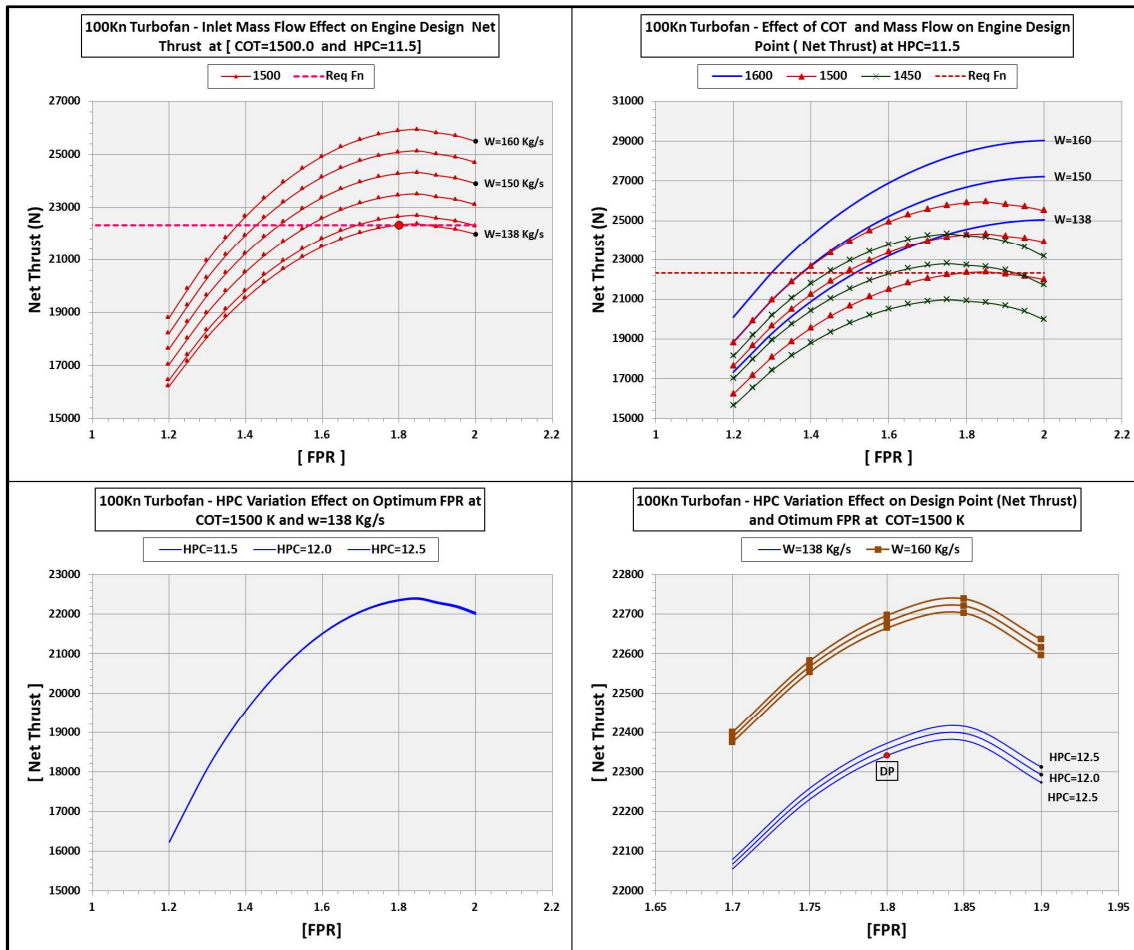 100Kn Turbofan - Inlet Mass Flow Effect on Engine Design Net
Thrust at [ COT=1500.0 and HPC=11.5]
1500
Req Fn
27000
25000
23000
21000
19000
17000
15000
Net Thrust (N)
W=160 Kg/s
W=150 Kg/s
W=138 Kg/s
1
1.2
1.4
1.6
1.8
2
2.2
[ FPR ]
100Kn Turbofan - Effect of COT and Mass Flow on Engine Design
Point ( Net Thrust) at HPC=11.5
1600
1500
1450
Req Fn
31000
29000
27000
25000
23000
21000
19000
17000
15000
Net Thrust (N)
W=160
W=150
W=138
1
1.2
1.4
1.6
1.8
2
2.2
[ FPR ]
100Kn Turbofan - HPC Variation Effect on Optimum FPR at
COT=1500 K and w=138 Kg/s
HPC=11.5
HPC=12.0
HPC=12.5
23000
22000
21000
20000
19000
18000
17000
16000
15000
[ Net Thrust ]
1
1.2
1.4
1.6
1.8
2
2.2
[FPR]
100Kn Turbofan - HPC Variation Effect on Design Point (Net Thrust)
and Otimum FPR at COT=1500 K
W=138 Kg/s
W=160 Kg/s
22800
22700
22600
22500
22400
22300
22200
22100
22000
[ Net Thrust ]
DP
HPC=12.5
HPC=12.0
HPC=12.5
1.65
1.7
1.75
1.8
1.85
1.9
1.95
[FPR]